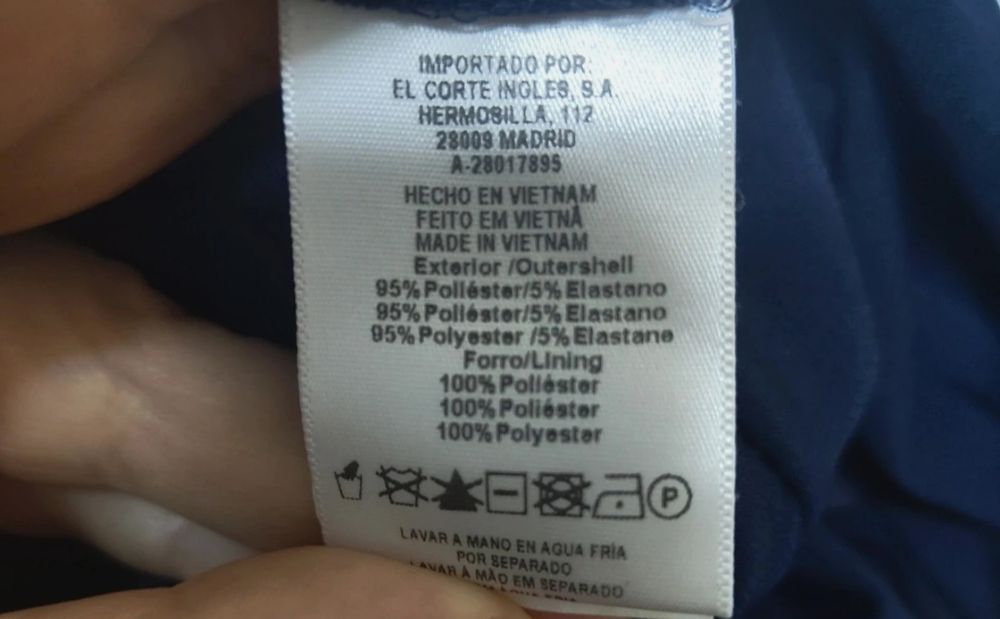 IMPORTADO POR:
EL CORTE INGLES, S.A.
HERMOSILLA, 112
28009 MADRID
A-28017895
HECHO EN VIETNAM
FEITO EM VIETNÃ
MADE IN VIETNAM
Exterior /Outershell
95% Poliéster/5% Elastano
95% Poliéster/5% Elastano
95% Polyester /5% Elastane
Forro/Lining
100% Poliéster
100% Poliéster
100% Polyester
P
LAVAR A MANO EN AGUA FRÍA
POR SEPARADO
LAVAR À MÃO EM SEPARADO